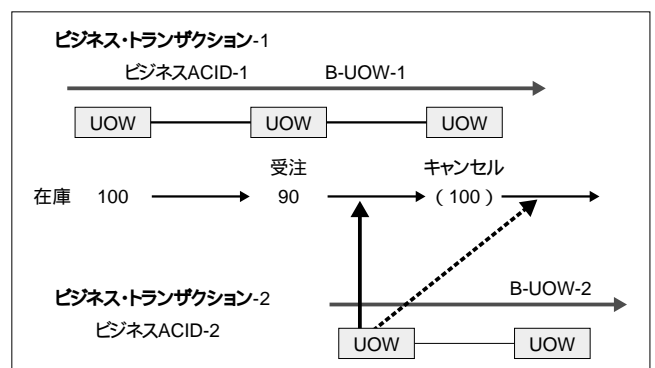 ビジネス・トランザクション-1
ビジネスACID-1 B-UOW-1
UOW UOW UOW
受注 キャンセル
在庫 100 90 (100)
B-UOW-2
ビジネス・トランザクション-2
ビジネスACID-2
UOW UOW